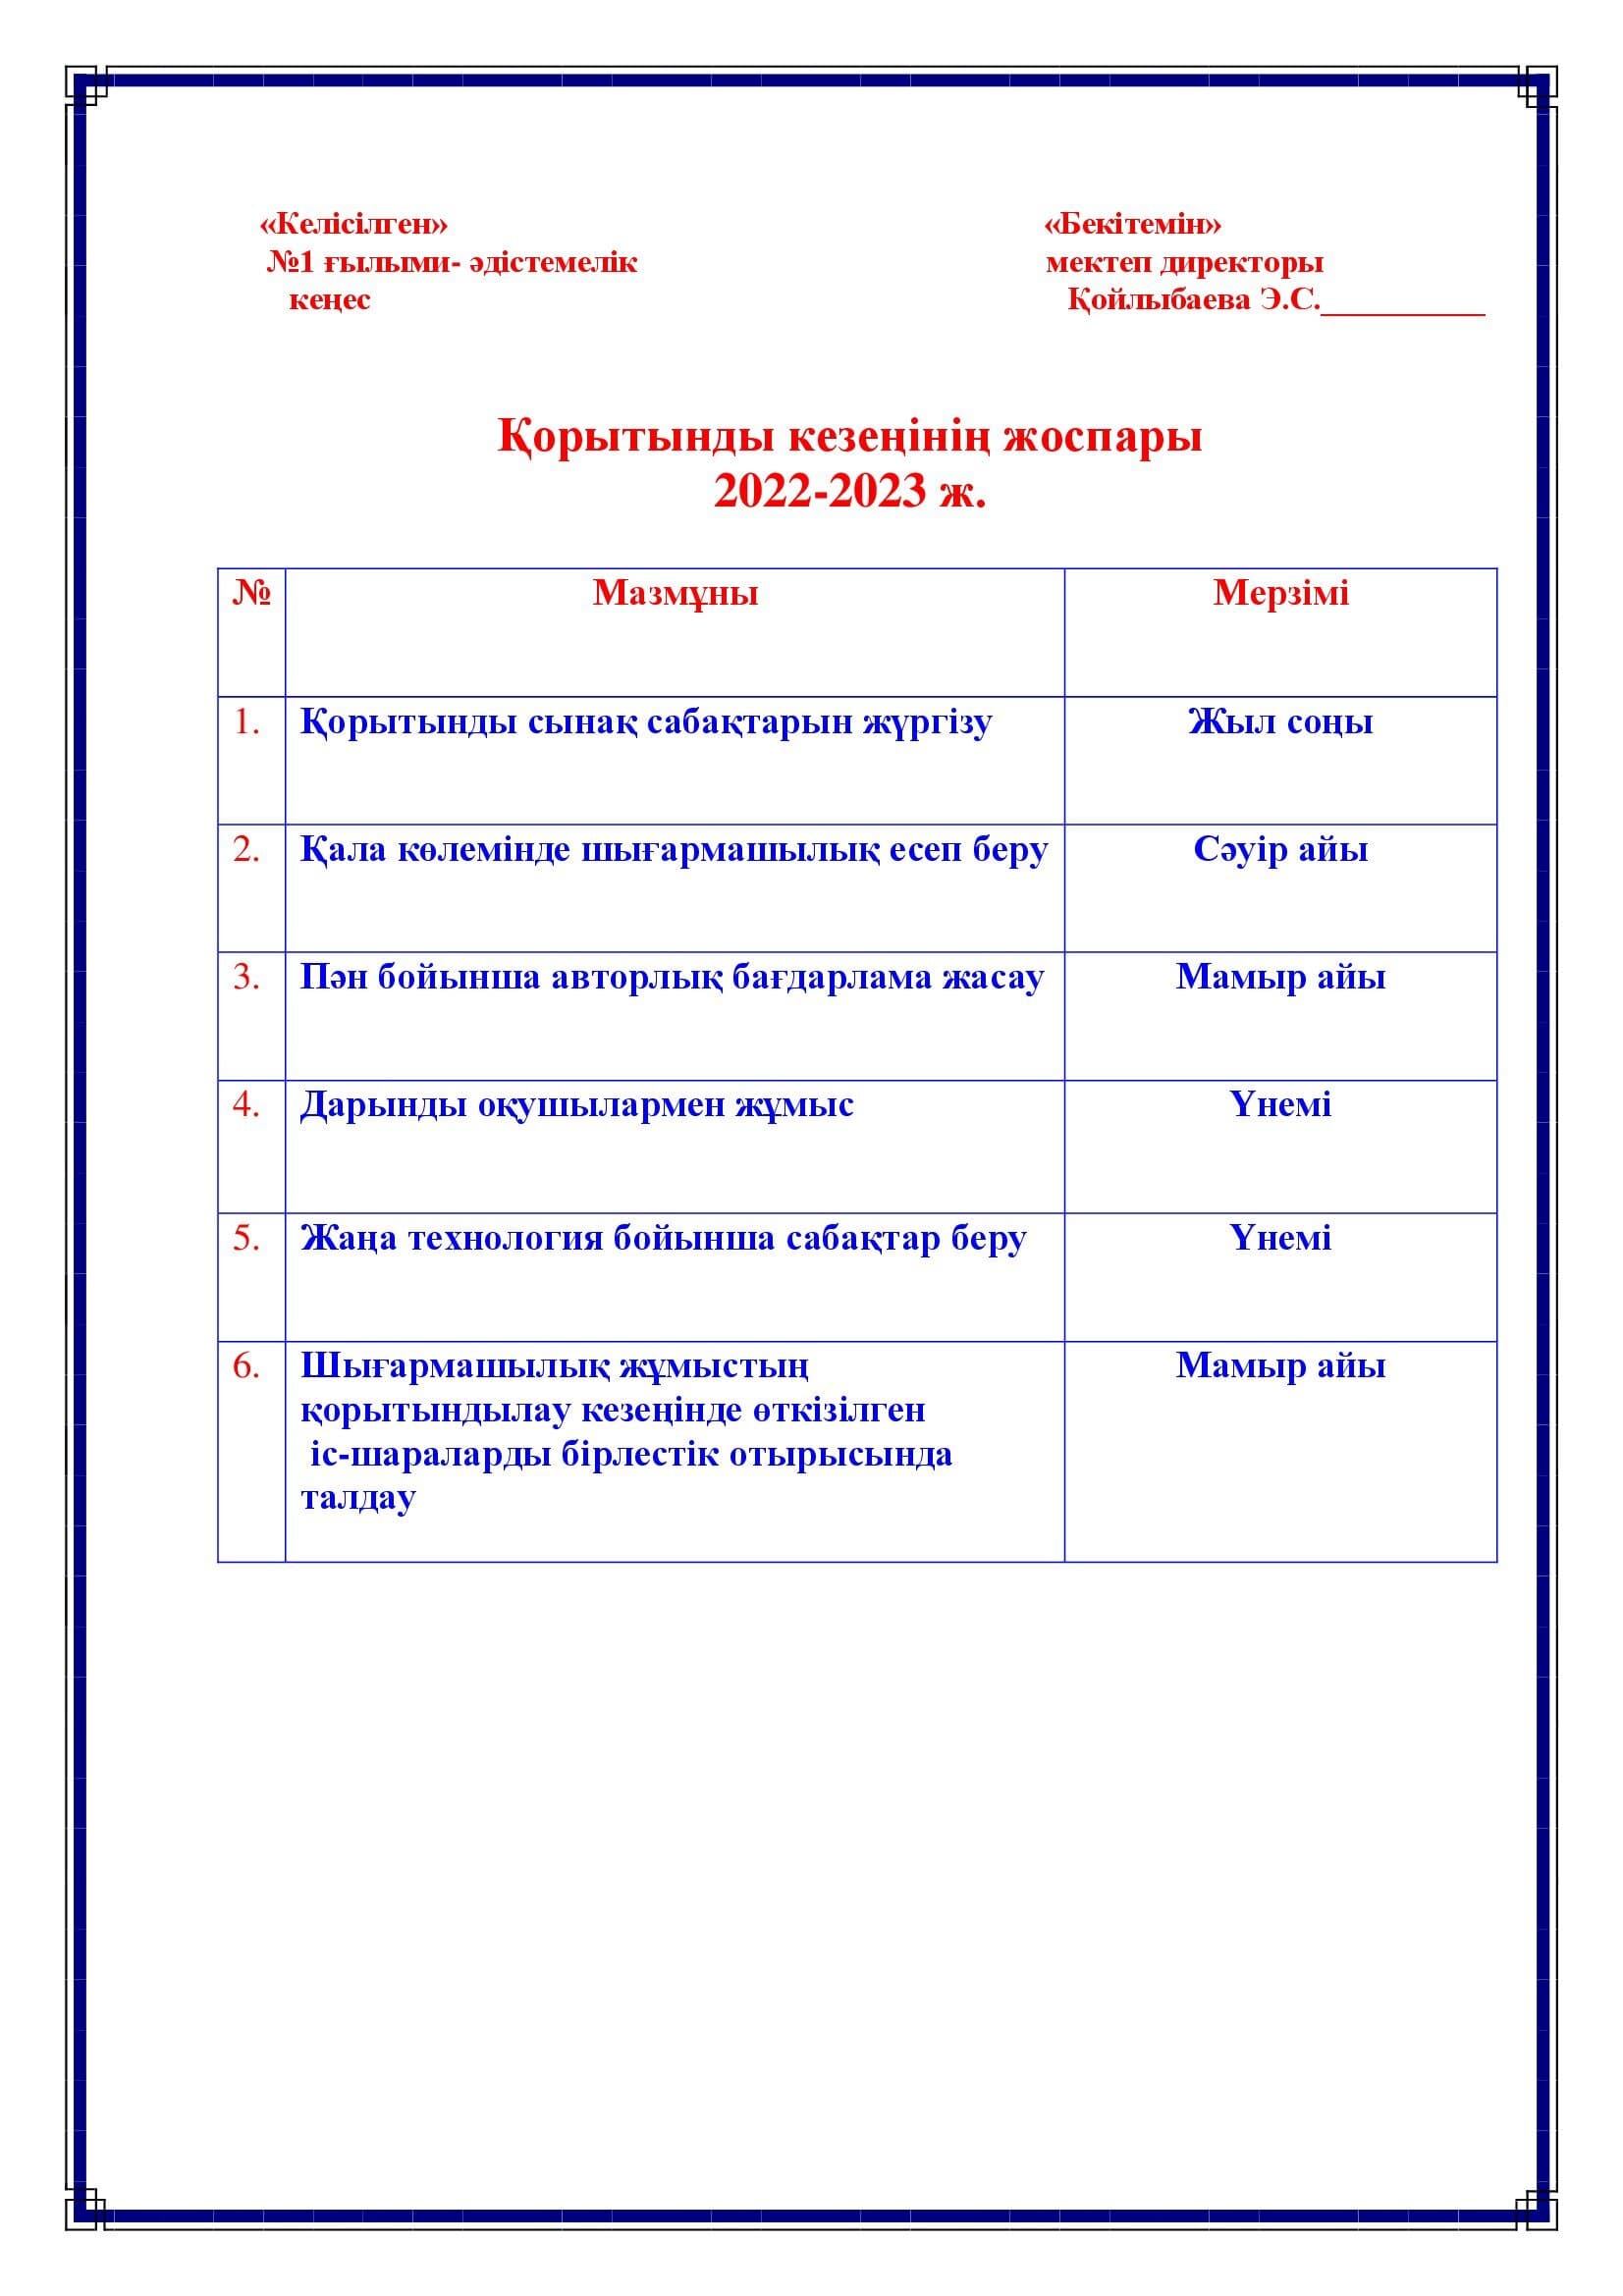 «Келісілген» «Бекітемін»
№1 ғылыми- әдістемелік мектеп директоры
кеңес Қойлыбаева Э.С.__________
Қорытынды кезеңінің жоспары
2022-2023 ж.
№ Мазмұны Мерзімі
1. Қорытынды сынақ сабақтарын жүргізу Жыл соңы
2. Қала көлемінде шығармашылық есеп беру Сәуір айы
3. Пән бойынша авторлық бағдарлама жасау Мамыр айы
4. Дарынды оқушылармен жұмыс Үнемі
5. Жаңа технология бойынша сабақтар беру Үнемі
6. Шығармашылық жұмыстың Мамыр айы
қорытындылау кезеңінде өткізілген
іс-шараларды бірлестік отырысында
талдау